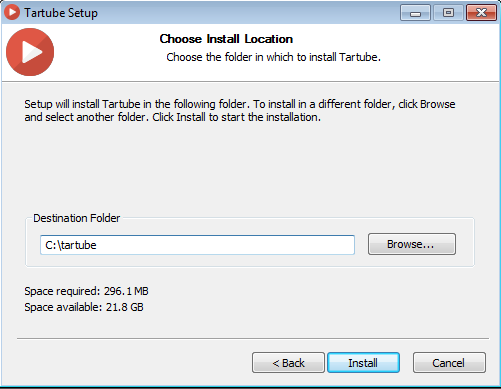 Tartube Setup
Choose Install Location
Choose the folder in which to install Tartube.
Setup will install Tartube in the following folder. To install in a different folder, click Browse
and select another folder. Click Install to start the installation.
Destination Folder
C:\tartube
Browse...
Space required: 296.1 MB
Space available: 21.8 GB
< Back
Install
Cancel